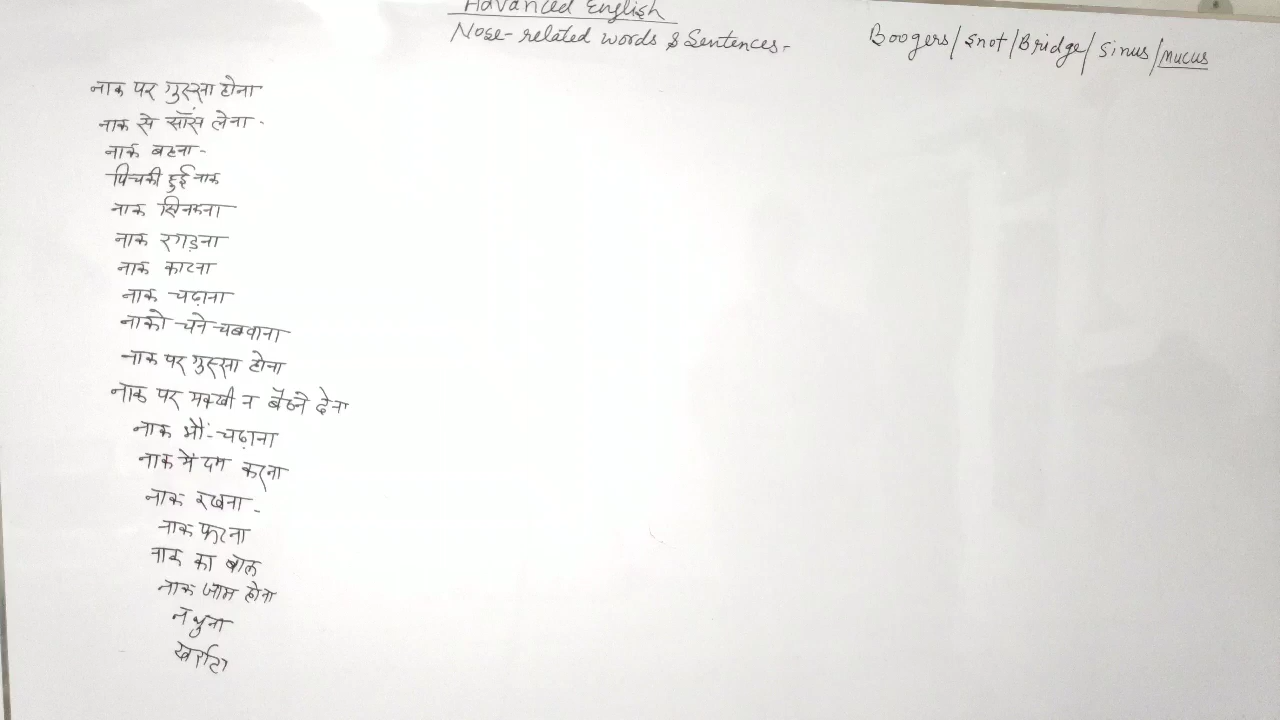 Advanced English
Nose-related words & Sentences-
Boogers/snot/Bridge/sinus/mucus
नाक पर गुस्सा होना
नाक से साँस लेना -
नाक बहना -
पिचकी हुई नाक
नाक सिनकना
नाक रगड़ना
नाक काटना
नाक चढ़ाना
नाको चने चबवाना
नाक पर गुस्सा होना
नाक पर मक्खी न बैठने देना
नाक भौं-चढ़ाना
नाक में दम करना
नाक रखना -
नाक फटना
नाक का बाल
नाक जाम होना
नथुना
खर्राटा